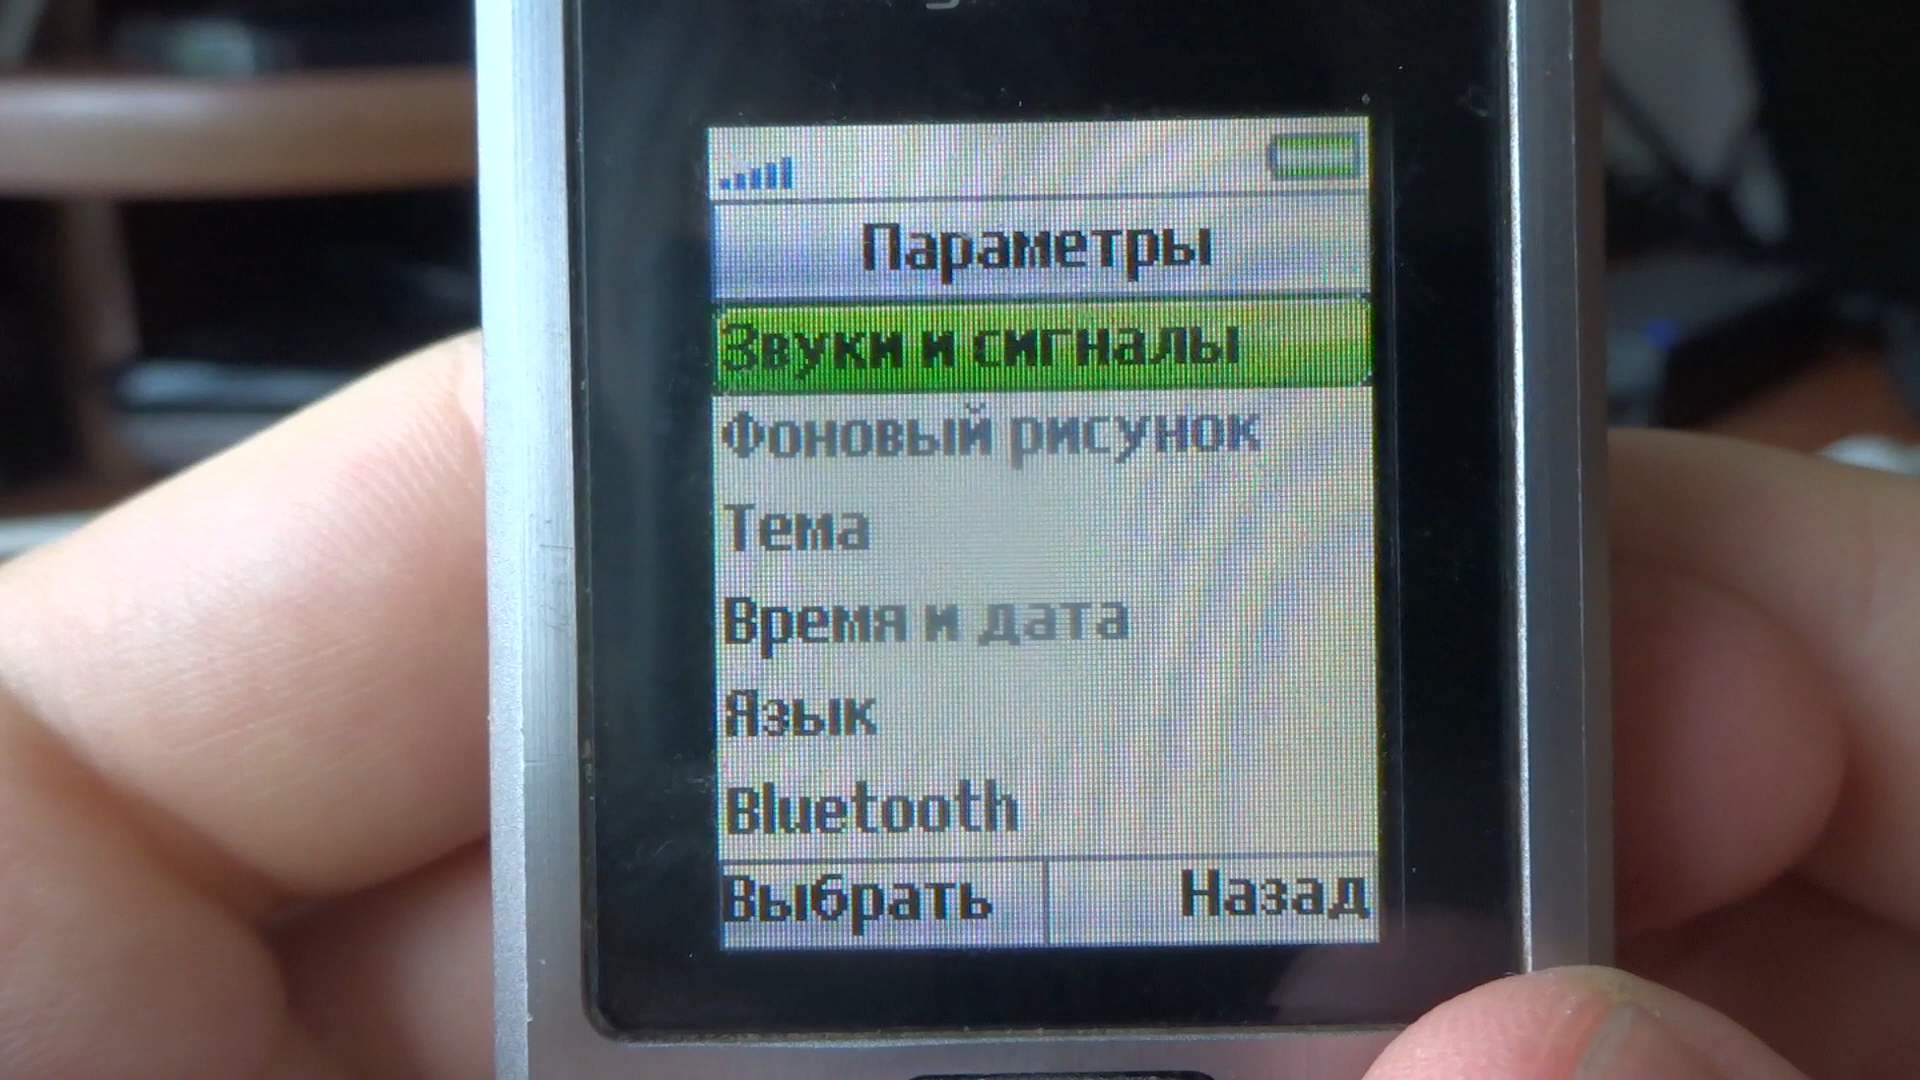 Параметры
Звуки и сигналы
Фоновый рисунок
Тема
Время и дата
Язык
Bluetooth
Выбрать Назад